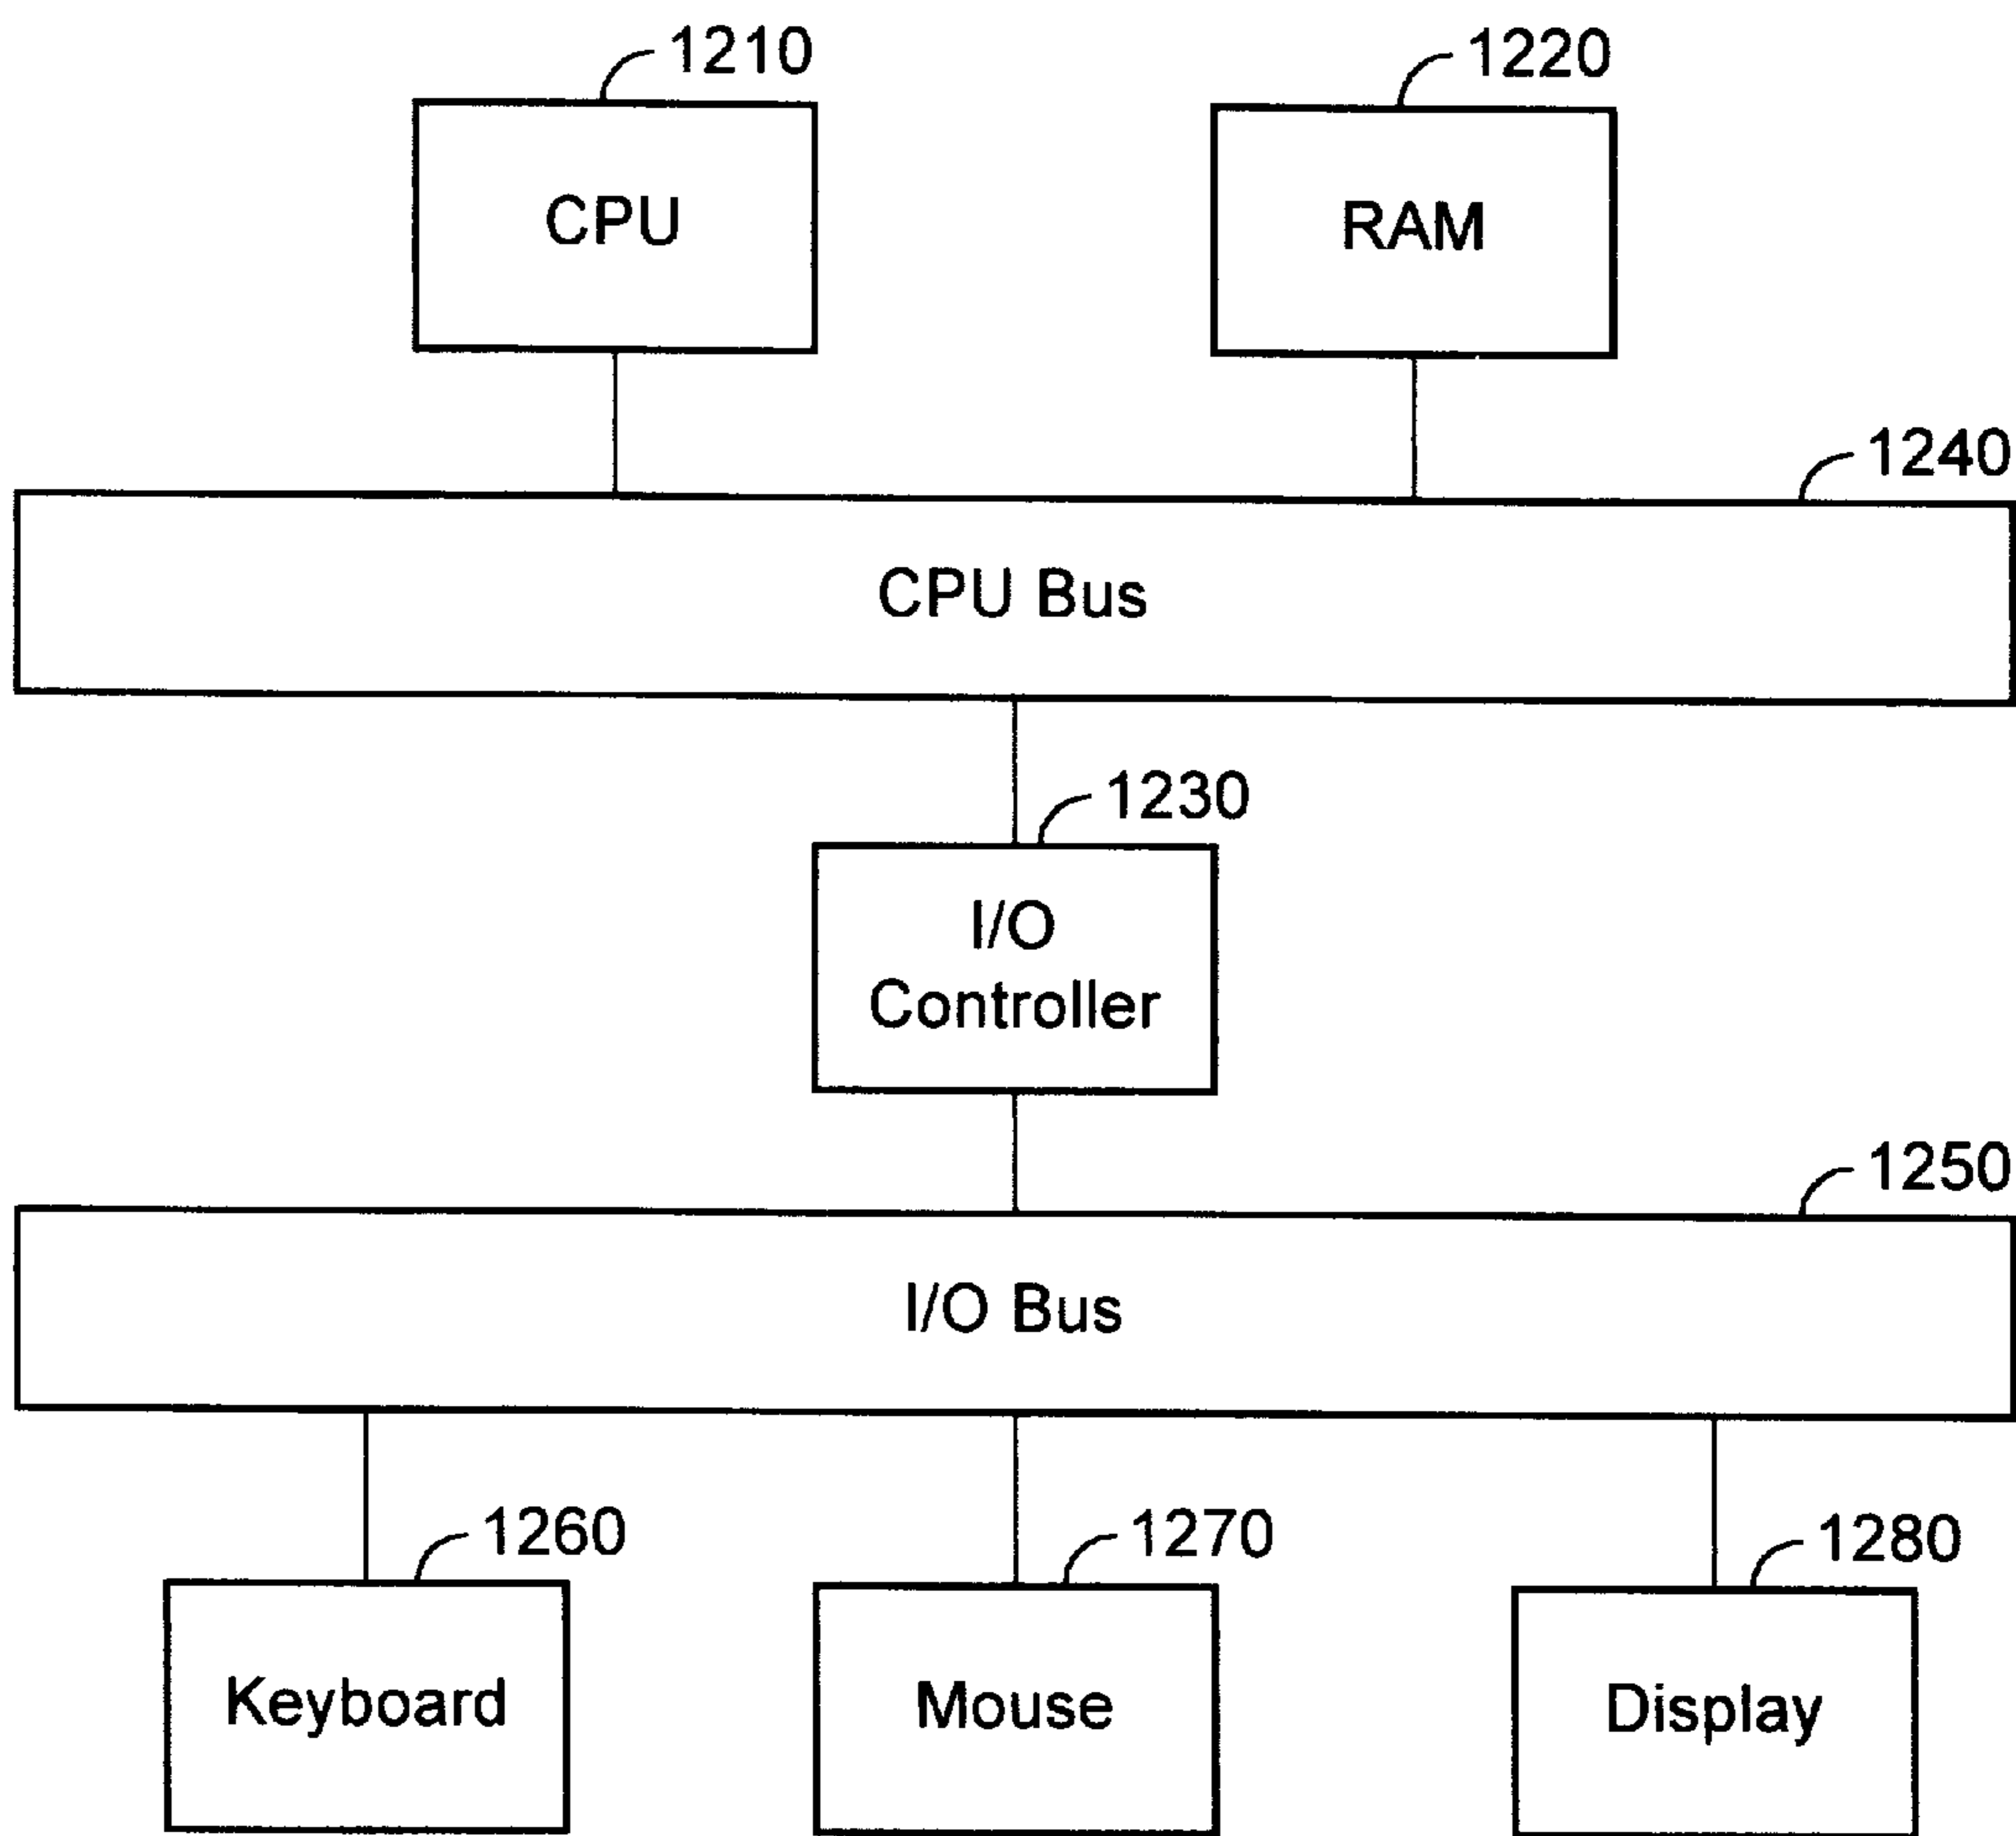 1210
1220
CPU
RAM
1240
CPU Bus
1230
I/O
Controller
1250
I/O Bus
1260
1270
1280
Keyboard
Mouse
Display